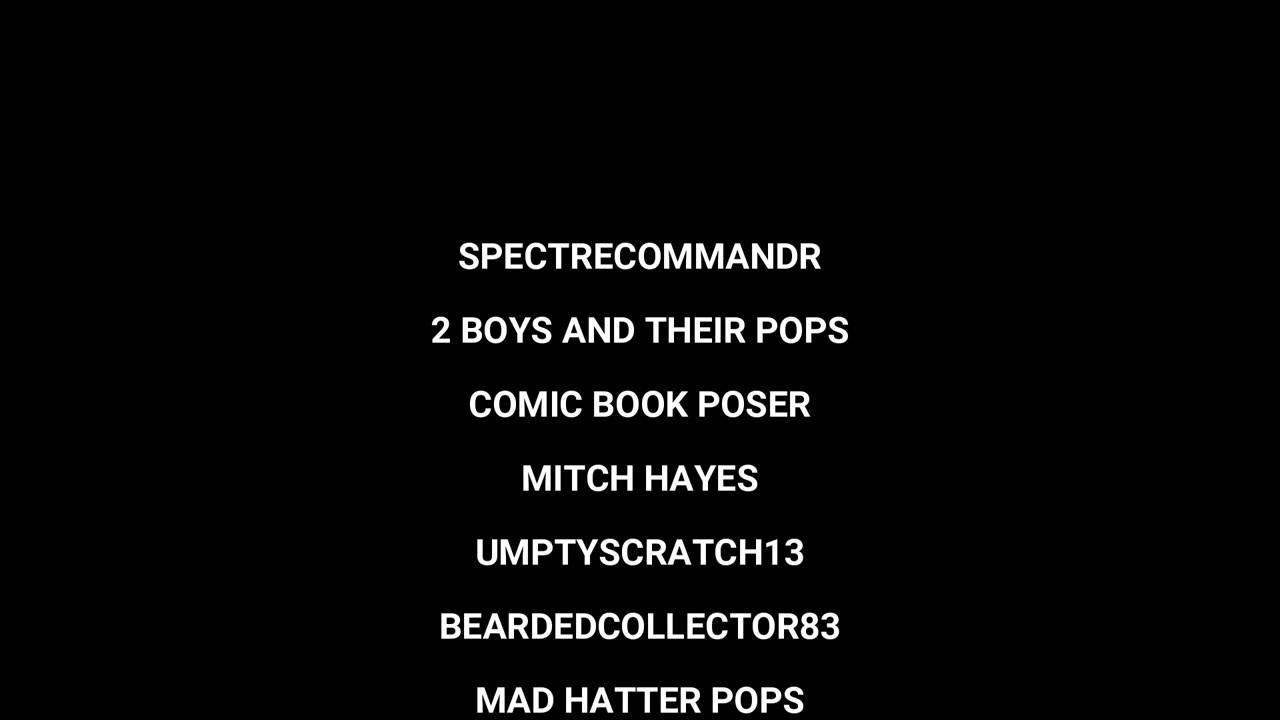 SPECTRECOMMANDR
2 BOYS AND THEIR POPS
COMIC BOOK POSER
MITCH HAYES
UMPTYSCRATCH13
BEARDEDCOLLECTOR83
MAD HATTER POPS